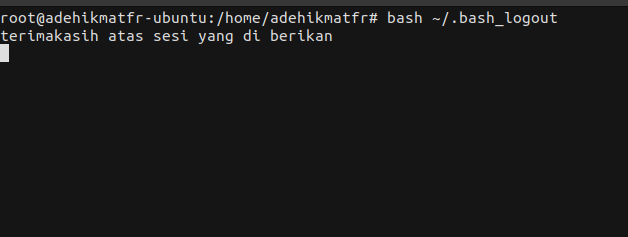 root@adehikmatfr-ubuntu:/home/adehikmatfr# bash ~/.bash_logout
terimakasih atas sesi yang di berikan